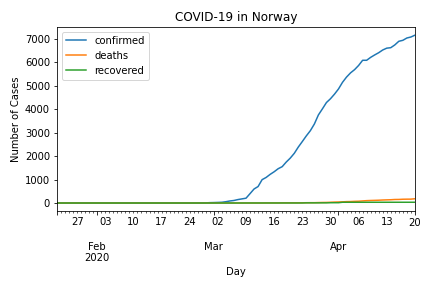 COVID-19 in Norway
confirmed
deaths
recovered
Number of Cases
7000
6000
5000
4000
3000
2000
1000
0
27 03 10 17 24 02 09 16 23 30 06 13 20
Feb Mar Apr
2020
Day